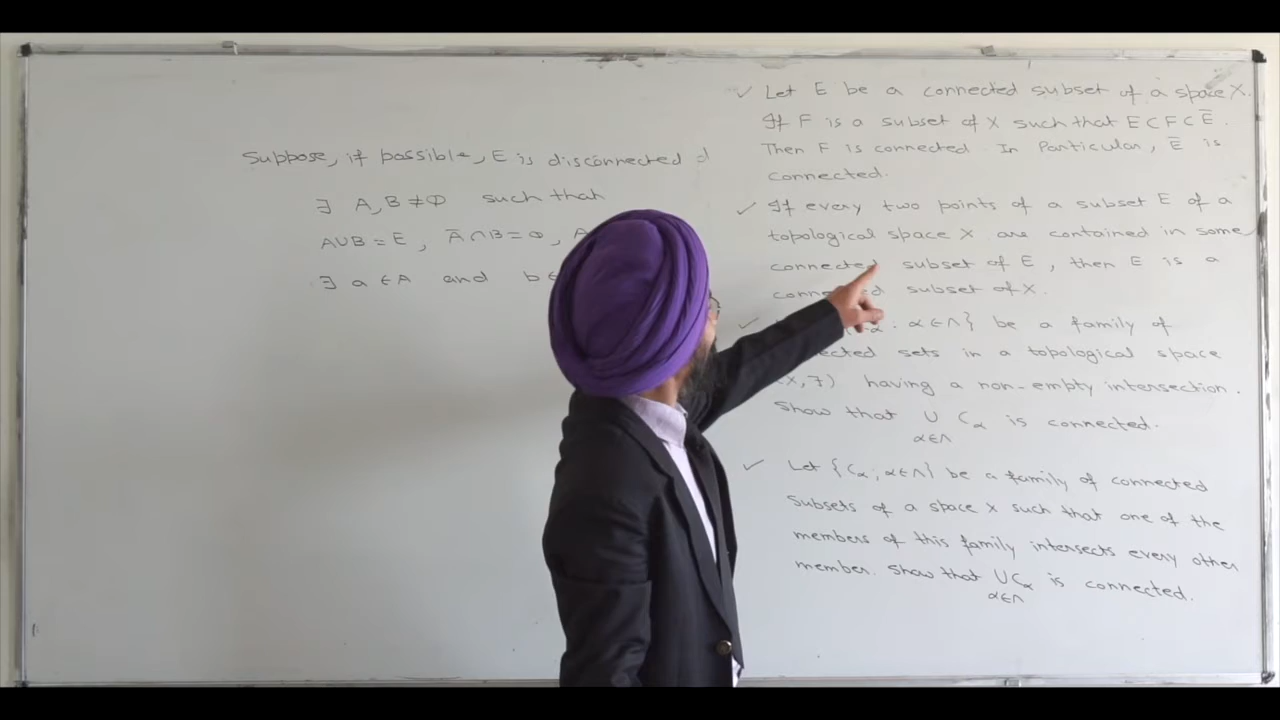 Suppose, if possible, E is disconnected
∃ A, B ≠ Φ such that
A∪B = E, Ā∩B = Φ, A
∃ a ∈ A and b ∈
✓ Let E be a connected subset of a space X.
If F is a subset of X such that E⊂F⊂Ē.
Then F is connected. In Particular, Ē is
connected.
✓ If every two points of a subset E of a
topological space X are contained in some
connected subset of E, then E is a
subset of X.
✓ α∈Λ} be a family of
sets in a topological space
having a non-empty intersection.
Show that ∪ Cα is connected.
α∈Λ
✓ Let {Cα; α∈Λ} be a family of connected
Subsets of a space X such that one of the
members of this family intersects every other
member. Show that ∪Cα is connected.
α∈Λ